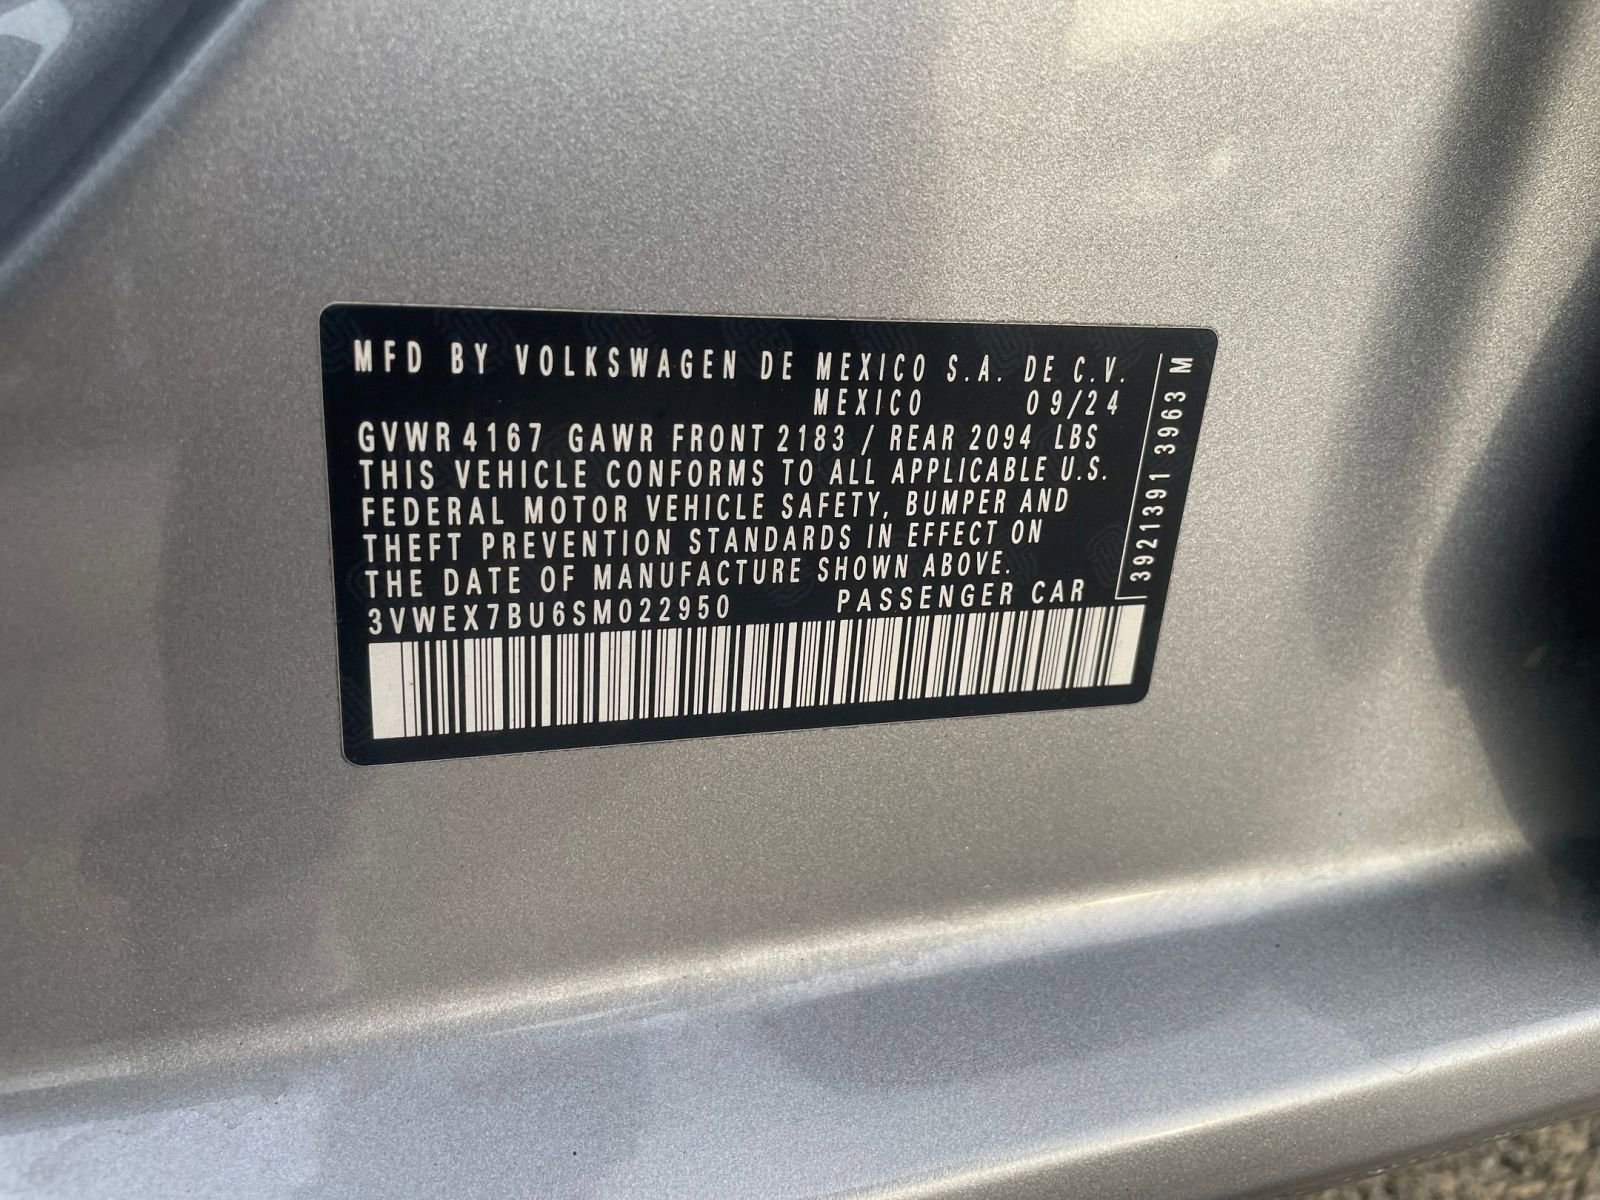 MFD BY VOLKSWAGEN DE MEXICO S.A. DE C.V.
MEXICO 09/24
GVWR 4167 GAWR FRONT 2183 / REAR 2094 LBS
THIS VEHICLE CONFORMS TO ALL APPLICABLE U.S.
FEDERAL MOTOR VEHICLE SAFETY, BUMPER AND
THEFT PREVENTION STANDARDS IN EFFECT ON
THE DATE OF MANUFACTURE SHOWN ABOVE.
3VWEX7BU6SM022950 PASSENGER CAR
3921391 3963 M